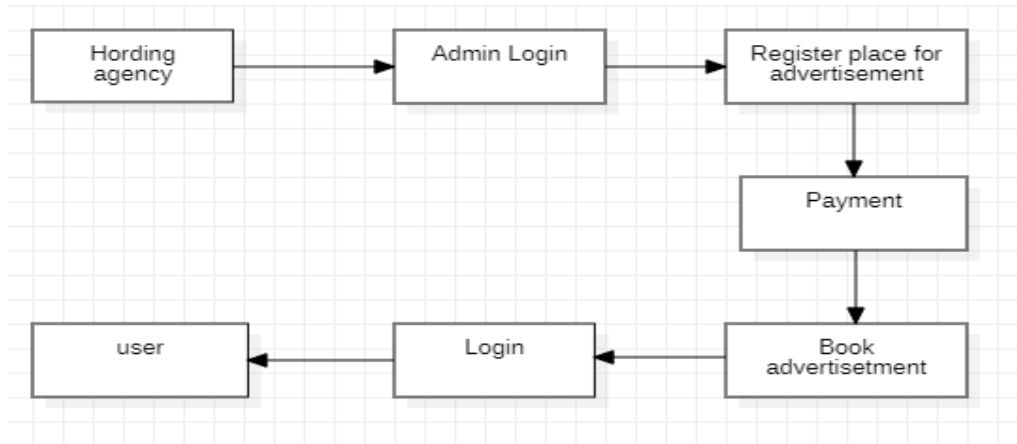 Hording
agency
Admin Login
Register place for
advertisement
Payment
Book
advertisetment
Login
user